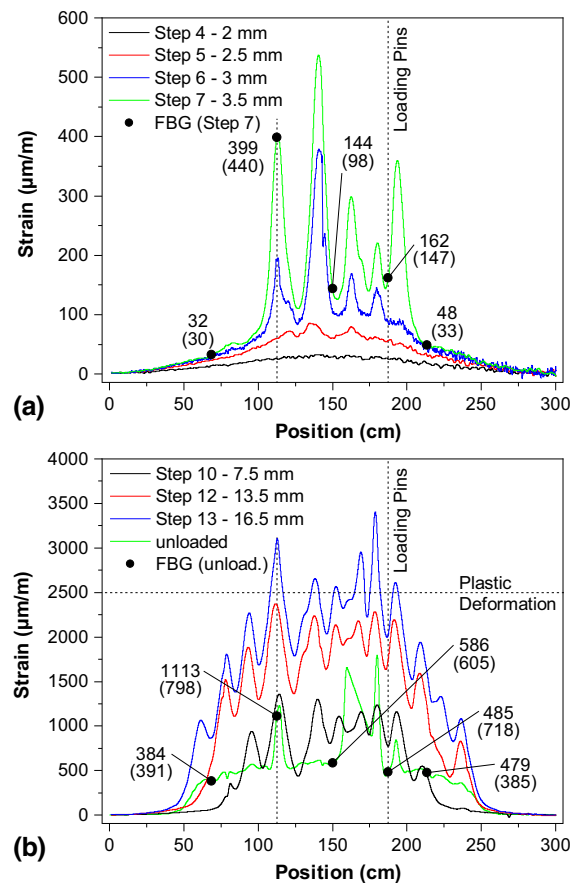 (a)
Strain (μm/m)
600
500
400
300
200
100
0
Step 4 - 2 mm
Step 5 - 2.5 mm
Step 6 - 3 mm
Step 7 - 3.5 mm
FBG (Step 7)
Loading Pins
399
(440)
144
(98)
162
(147)
32
(30)
48
(33)
0
50
100
150
200
250
300
Position (cm)
(b)
Strain (μm/m)
4000
3500
3000
2500
2000
1500
1000
500
0
Step 10 - 7.5 mm
Step 12 - 13.5 mm
Step 13 - 16.5 mm
unloaded
FBG (unload.)
Loading Pins
Plastic
Deformation
1113
(798)
586
(605)
384
(391)
485
(718)
479
(385)
0
50
100
150
200
250
300
Position (cm)